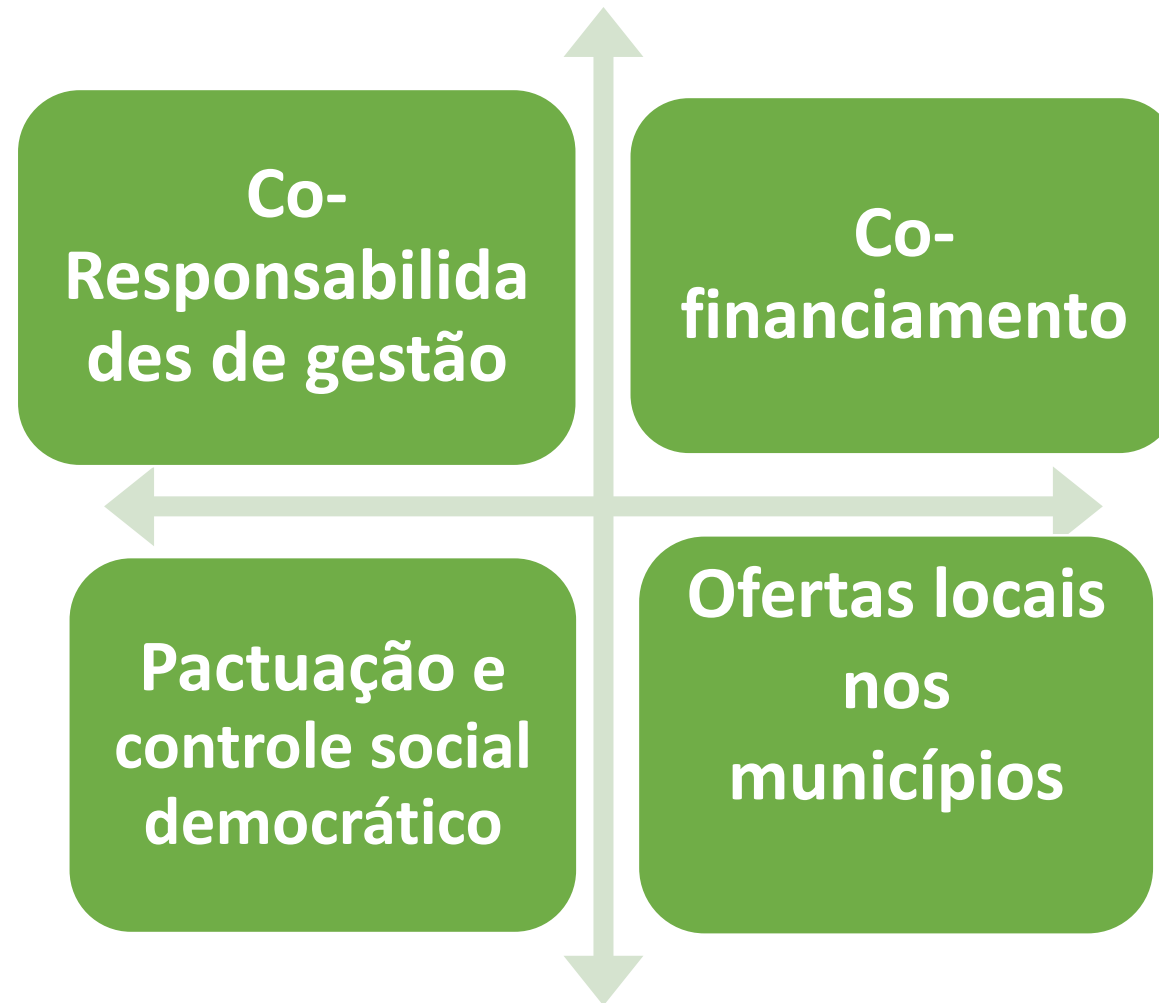 Co-
Responsabilida
des de gestão
Co-
financiamento
Pactuação e
controle social
democrático
Ofertas locais
nos
municípios